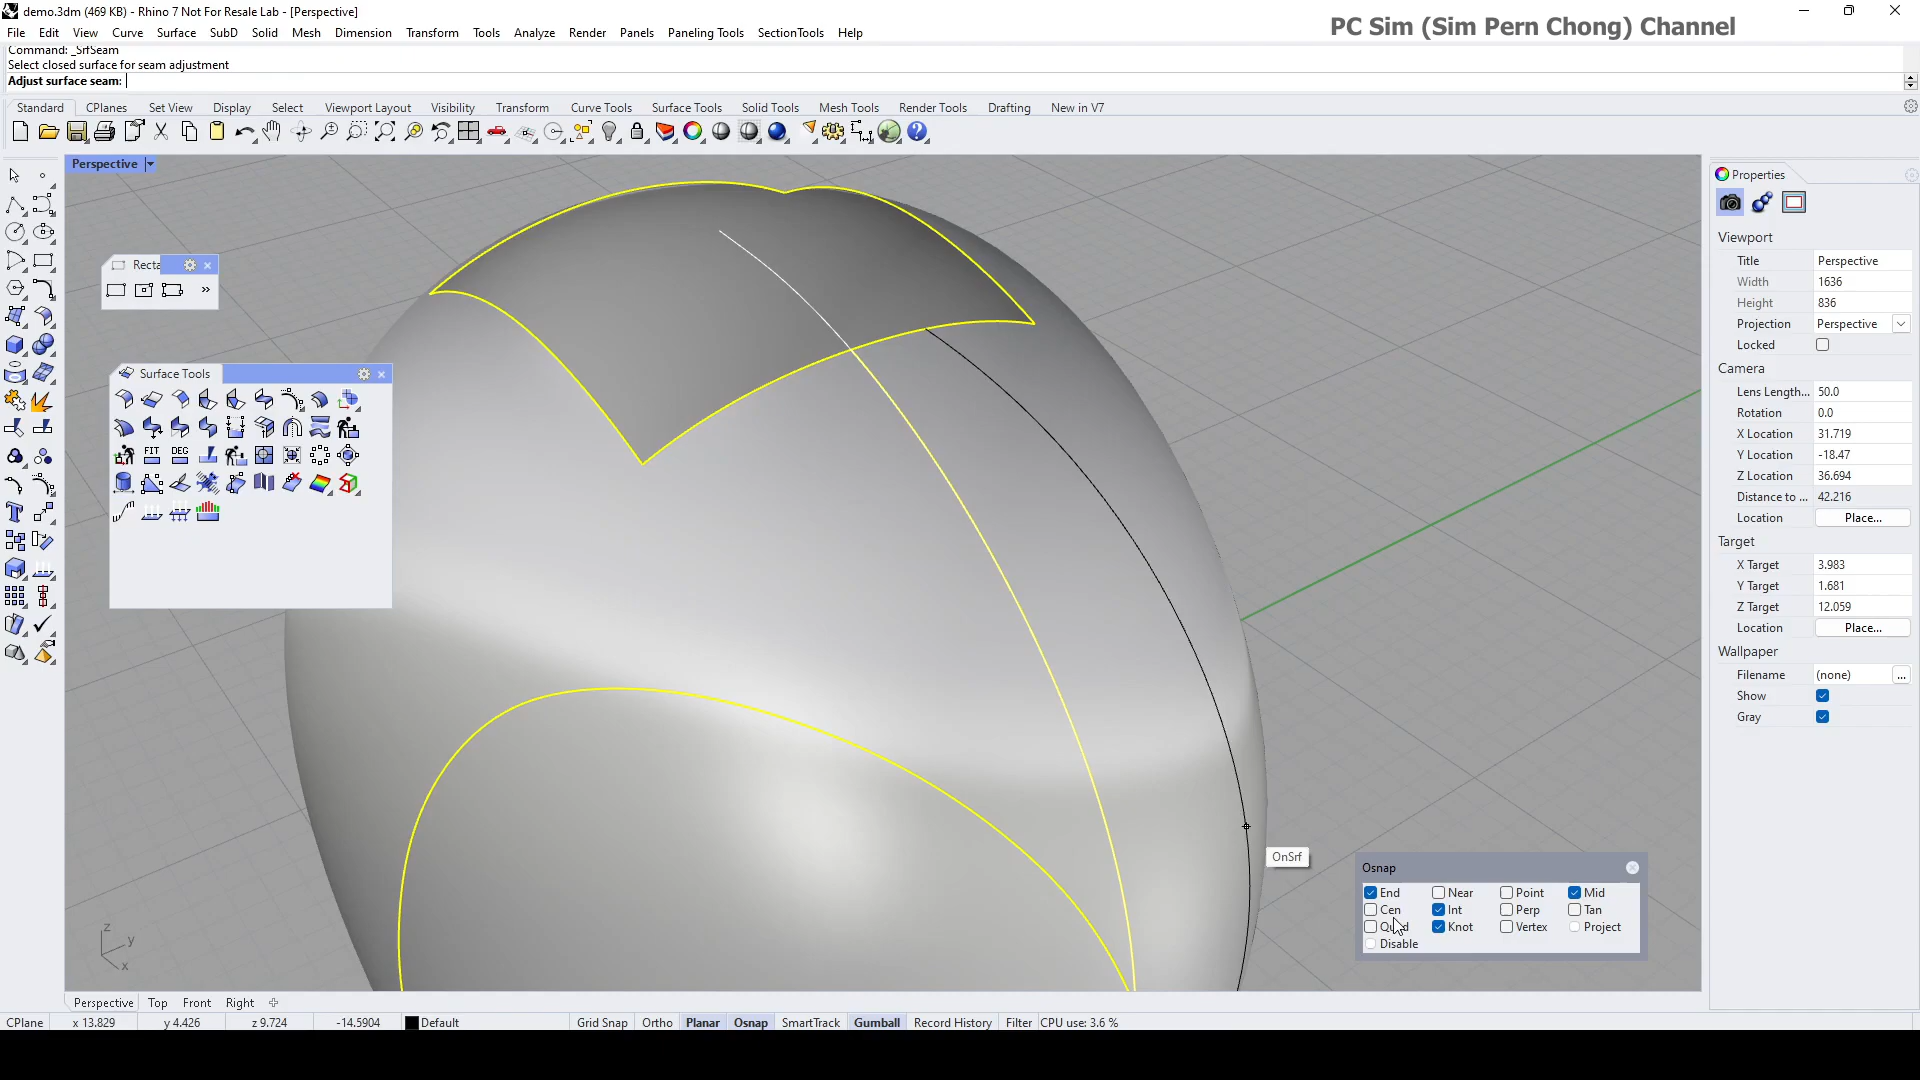 demo.3dm (469 KB) - Rhino 7 Not For Resale Lab - [Perspective]
PC Sim (Sim Pern Chong) Channel
File Edit View Curve Surface SubD Solid Mesh Dimension Transform Tools Analyze Render Panels Paneling Tools SectionTools Help
Command: _SrfSeam
Select closed surface for seam adjustment
Adjust surface seam:
Standard CPlanes Set View Display Select Viewport Layout Visibility Transform Curve Tools Surface Tools Solid Tools Mesh Tools Render Tools Drafting New in V7
Perspective
Recta
Surface Tools
FIT DEG
OnSrf
Osnap
End Near Point Mid
Cen Int Perp Tan
Knot Vertex Project
Disable
z
y
x
Properties
Viewport
Title Perspective
Width 1636
Height 836
Projection Perspective
Locked
Camera
Lens Length... 50.0
Rotation 0.0
X Location 31.719
Y Location -18.47
Z Location 36.694
Distance to ... 42.216
Location Place...
Target
X Target 3.983
Y Target 1.681
Z Target 12.059
Location Place...
Wallpaper
Filename (none) ...
Show
Gray
Perspective Top Front Right
CPlane x 13.829 y 4.426 z 9.724 -14.5904 Default Grid Snap Ortho Planar Osnap SmartTrack Gumball Record History Filter CPU use: 3.6 %